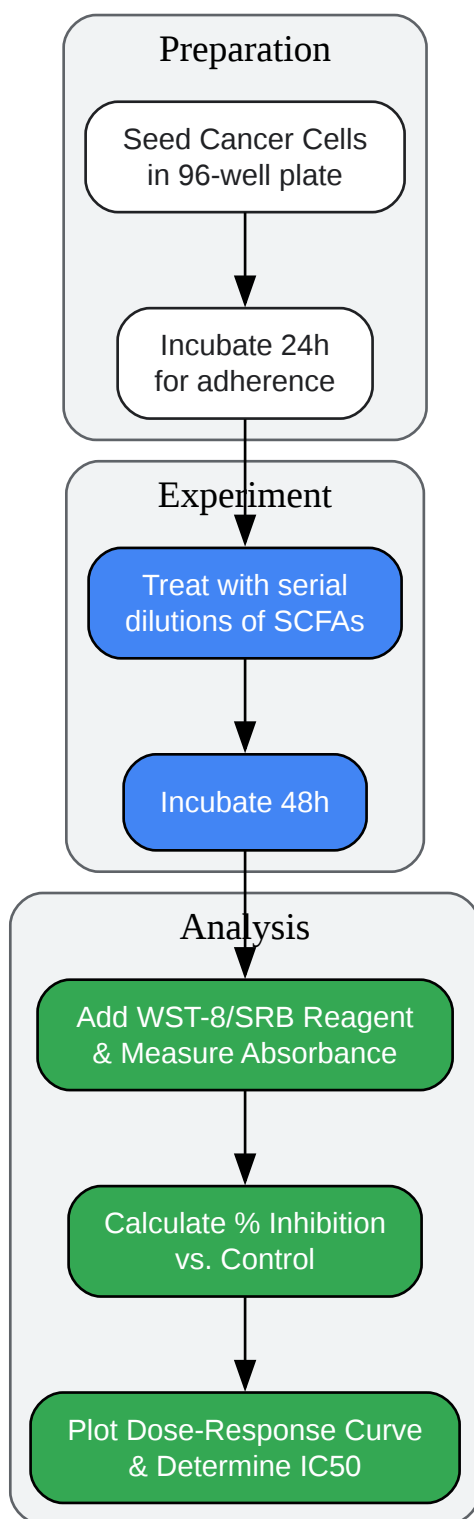 Preparation
Seed Cancer Cells
in 96-well plate
Incubate 24h
for adherence
Experiment
Treat with serial
dilutions of SCFAs
Incubate 48h
Analysis
Add WST-8/SRB Reagent
& Measure Absorbance
Calculate % Inhibition
vs. Control
Plot Dose-Response Curve
& Determine IC50